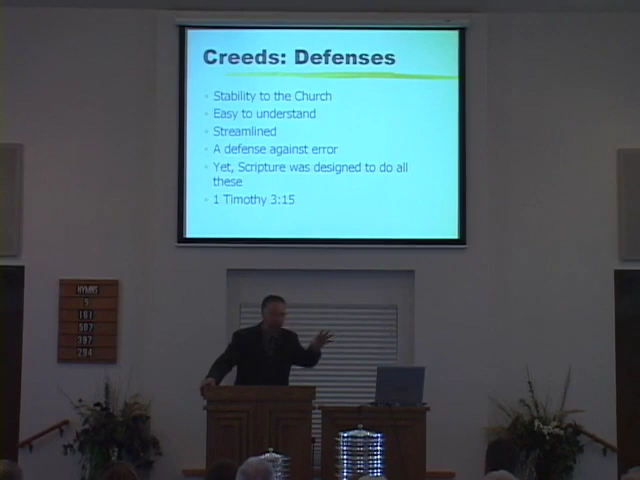 Creeds: Defenses
Stability to the Church
Easy to understand
Streamlined
A defense against error
Yet, Scripture was designed to do all
these
1 Timothy 3:15
HYMNS
9
181
587
397
294